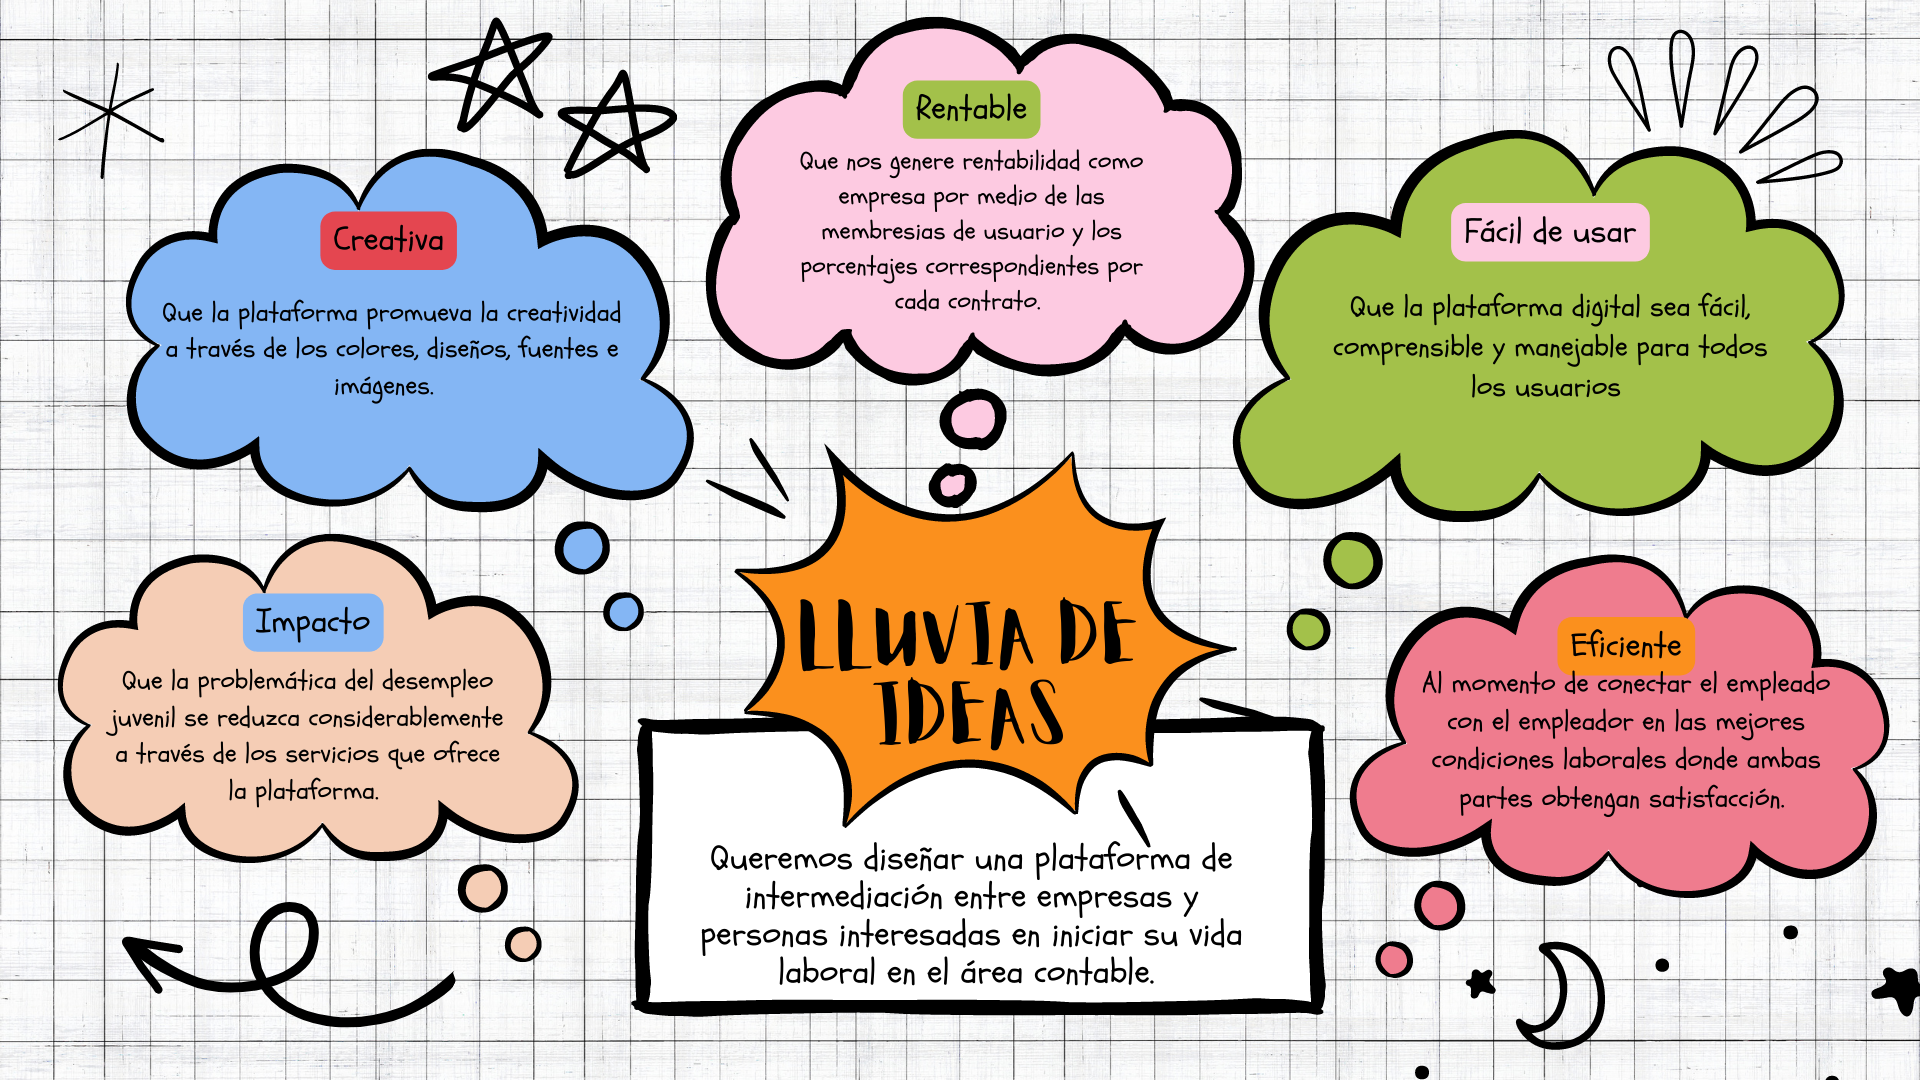 Rentable
Que nos genere rentabilidad como
empresa por medio de las
membresias de usuario y los
porcentajes correspondientes por
cada contrato.
Creativa
Que la plataforma promueva la creatividad
a través de los colores, diseños, fuentes e
imágenes.
Fácil de usar
Que la plataforma digital sea fácil,
comprensible y manejable para todos
los usuarios
Impacto
Que la problemática del desempleo
juvenil se reduzca considerablemente
a través de los servicios que ofrece
la plataforma.
LLUVIA DE
IDEAS
Queremos diseñar una plataforma de
intermediación entre empresas y
personas interesadas en iniciar su vida
laboral en el área contable.
Eficiente
Al momento de conectar el empleado
con el empleador en las mejores
condiciones laborales donde ambas
partes obtengan satisfacción.